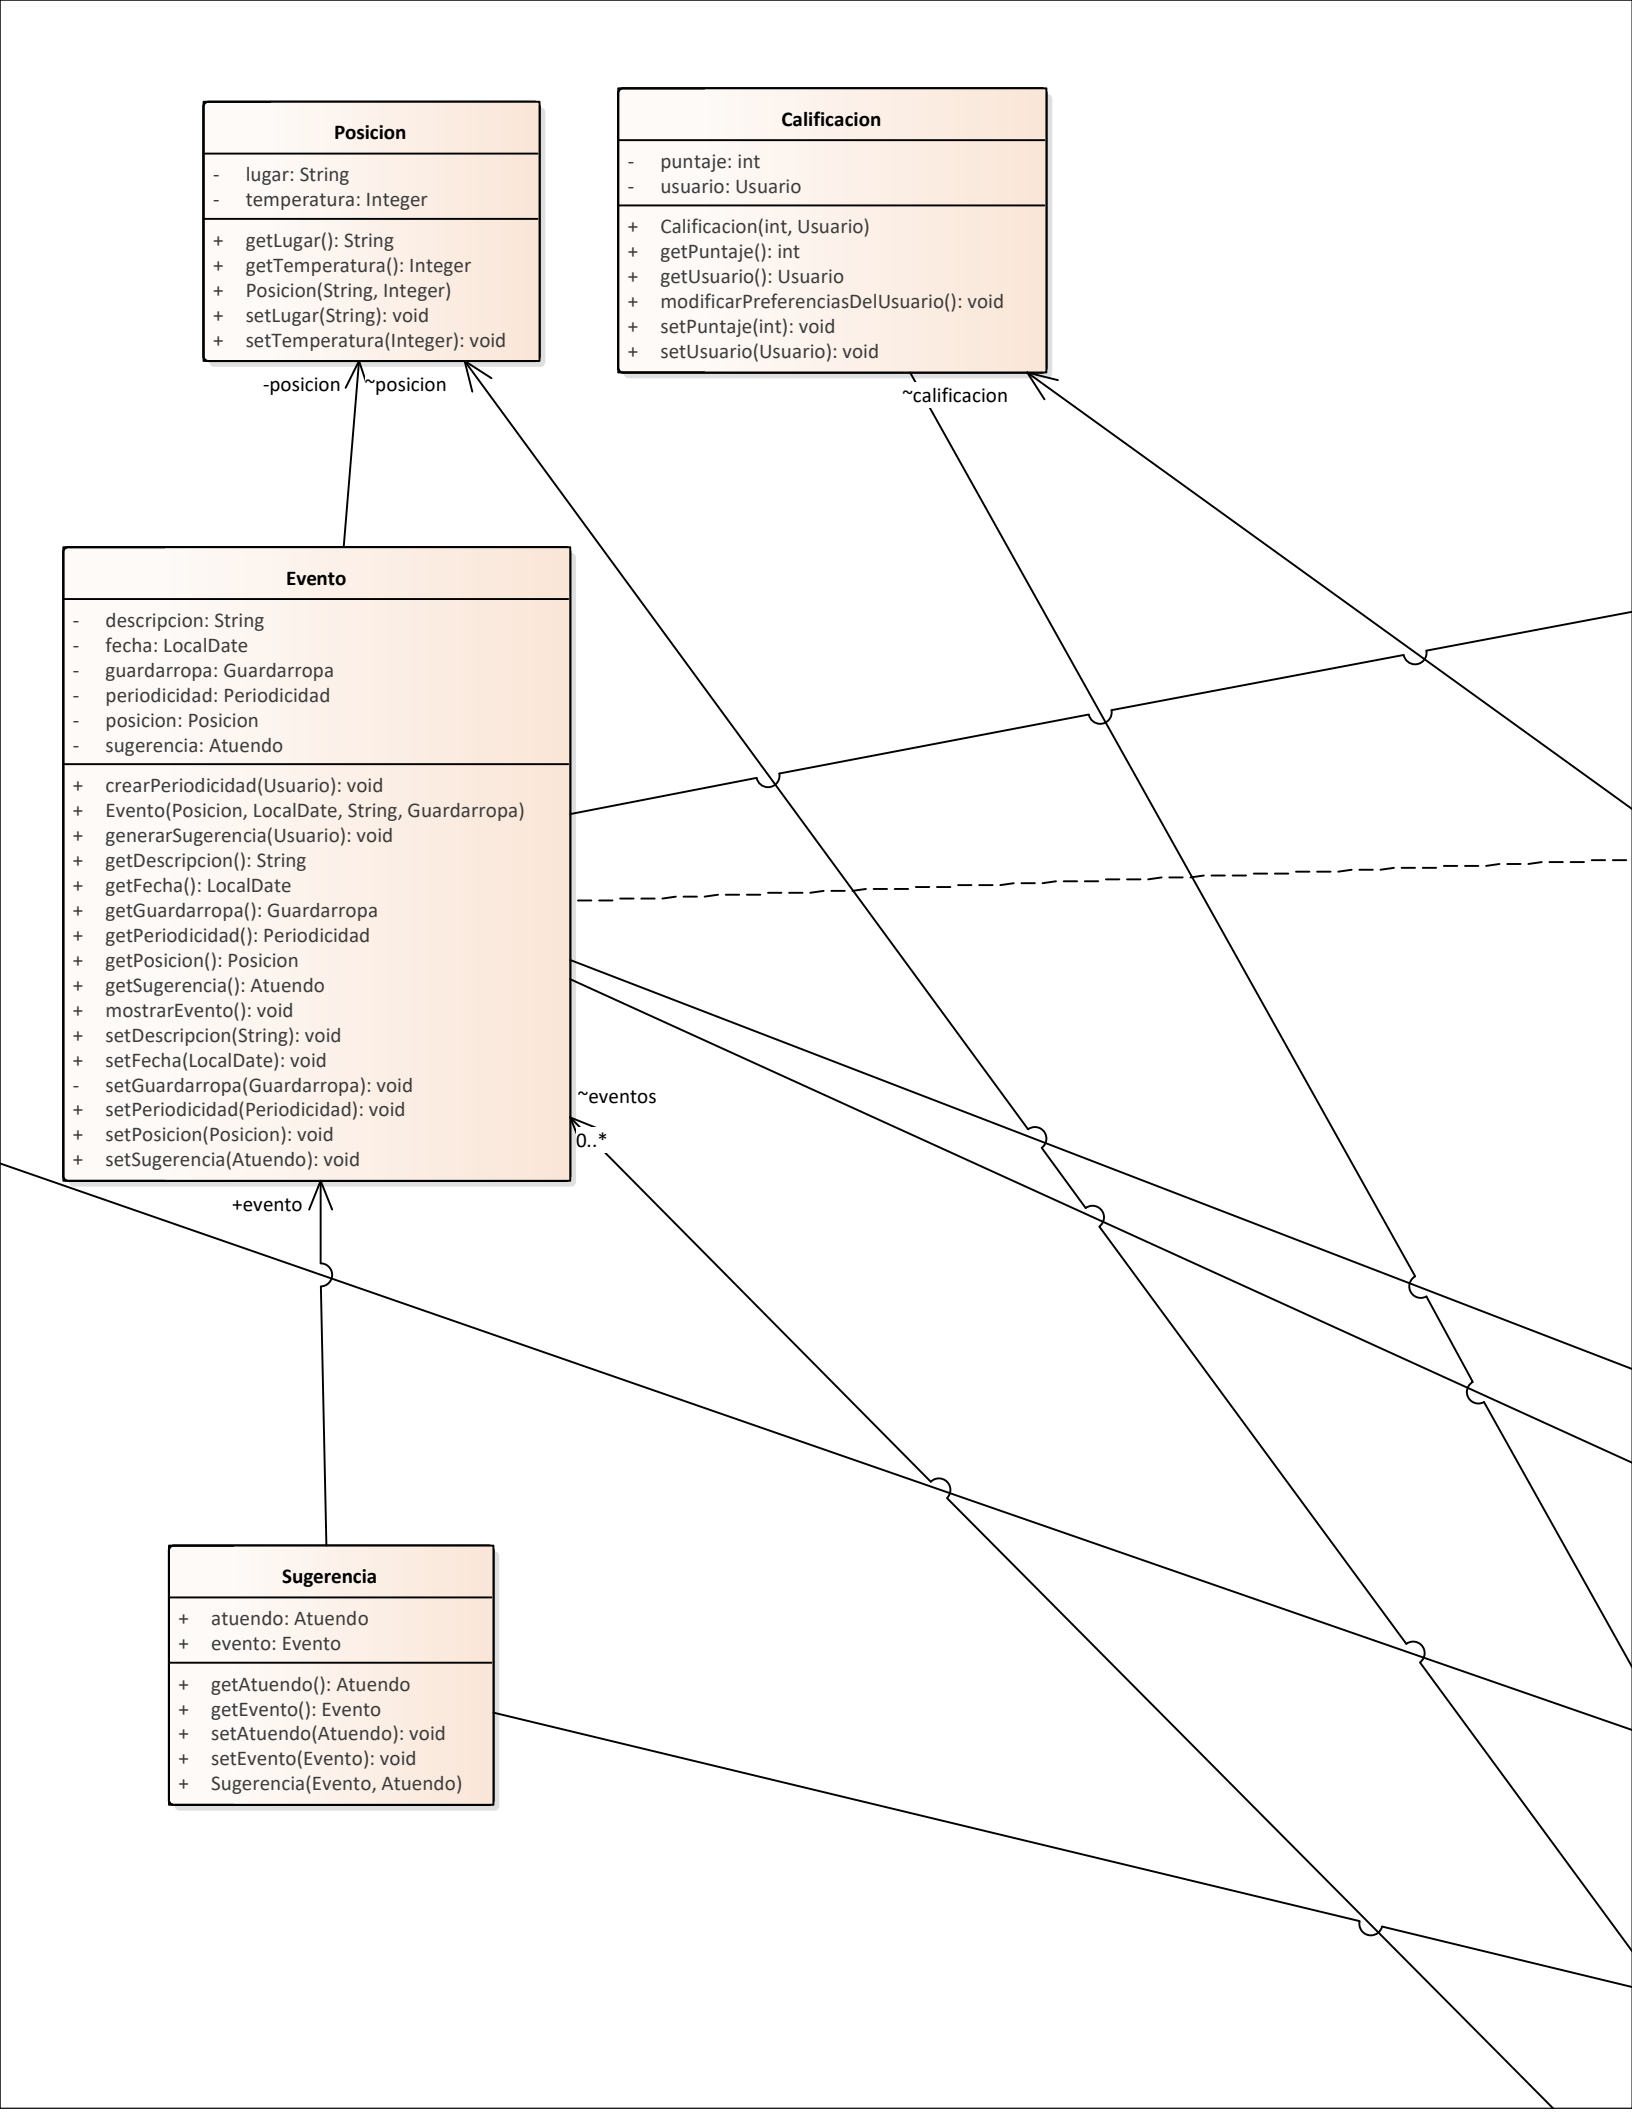 Posicion
- lugar: String
- temperatura: Integer
+ getLugar(): String
+ getTemperatura(): Integer
+ Posicion(String, Integer)
+ setLugar(String): void
+ setTemperatura(Integer): void
Calificacion
- puntaje: int
- usuario: Usuario
+ Calificacion(int, Usuario)
+ getPuntaje(): int
+ getUsuario(): Usuario
+ modificarPreferenciasDelUsuario(): void
+ setPuntaje(int): void
+ setUsuario(Usuario): void
-posicion
~posicion
~calificacion
Evento
- descripcion: String
- fecha: LocalDate
- guardarropa: Guardarropa
- periodicidad: Periodicidad
- posicion: Posicion
- sugerencia: Atuendo
+ crearPeriodicidad(Usuario): void
+ Evento(Posicion, LocalDate, String, Guardarropa)
+ generarSugerencia(Usuario): void
+ getDescripcion(): String
+ getFecha(): LocalDate
+ getGuardarropa(): Guardarropa
+ getPeriodicidad(): Periodicidad
+ getPosicion(): Posicion
+ getSugerencia(): Atuendo
+ mostrarEvento(): void
+ setDescripcion(String): void
+ setFecha(LocalDate): void
- setGuardarropa(Guardarropa): void
+ setPeriodicidad(Periodicidad): void
+ setPosicion(Posicion): void
+ setSugerencia(Atuendo): void
~eventos
0..*
+evento
Sugerencia
+ atuendo: Atuendo
+ evento: Evento
+ getAtuendo(): Atuendo
+ getEvento(): Evento
+ setAtuendo(Atuendo): void
+ setEvento(Evento): void
+ Sugerencia(Evento, Atuendo)